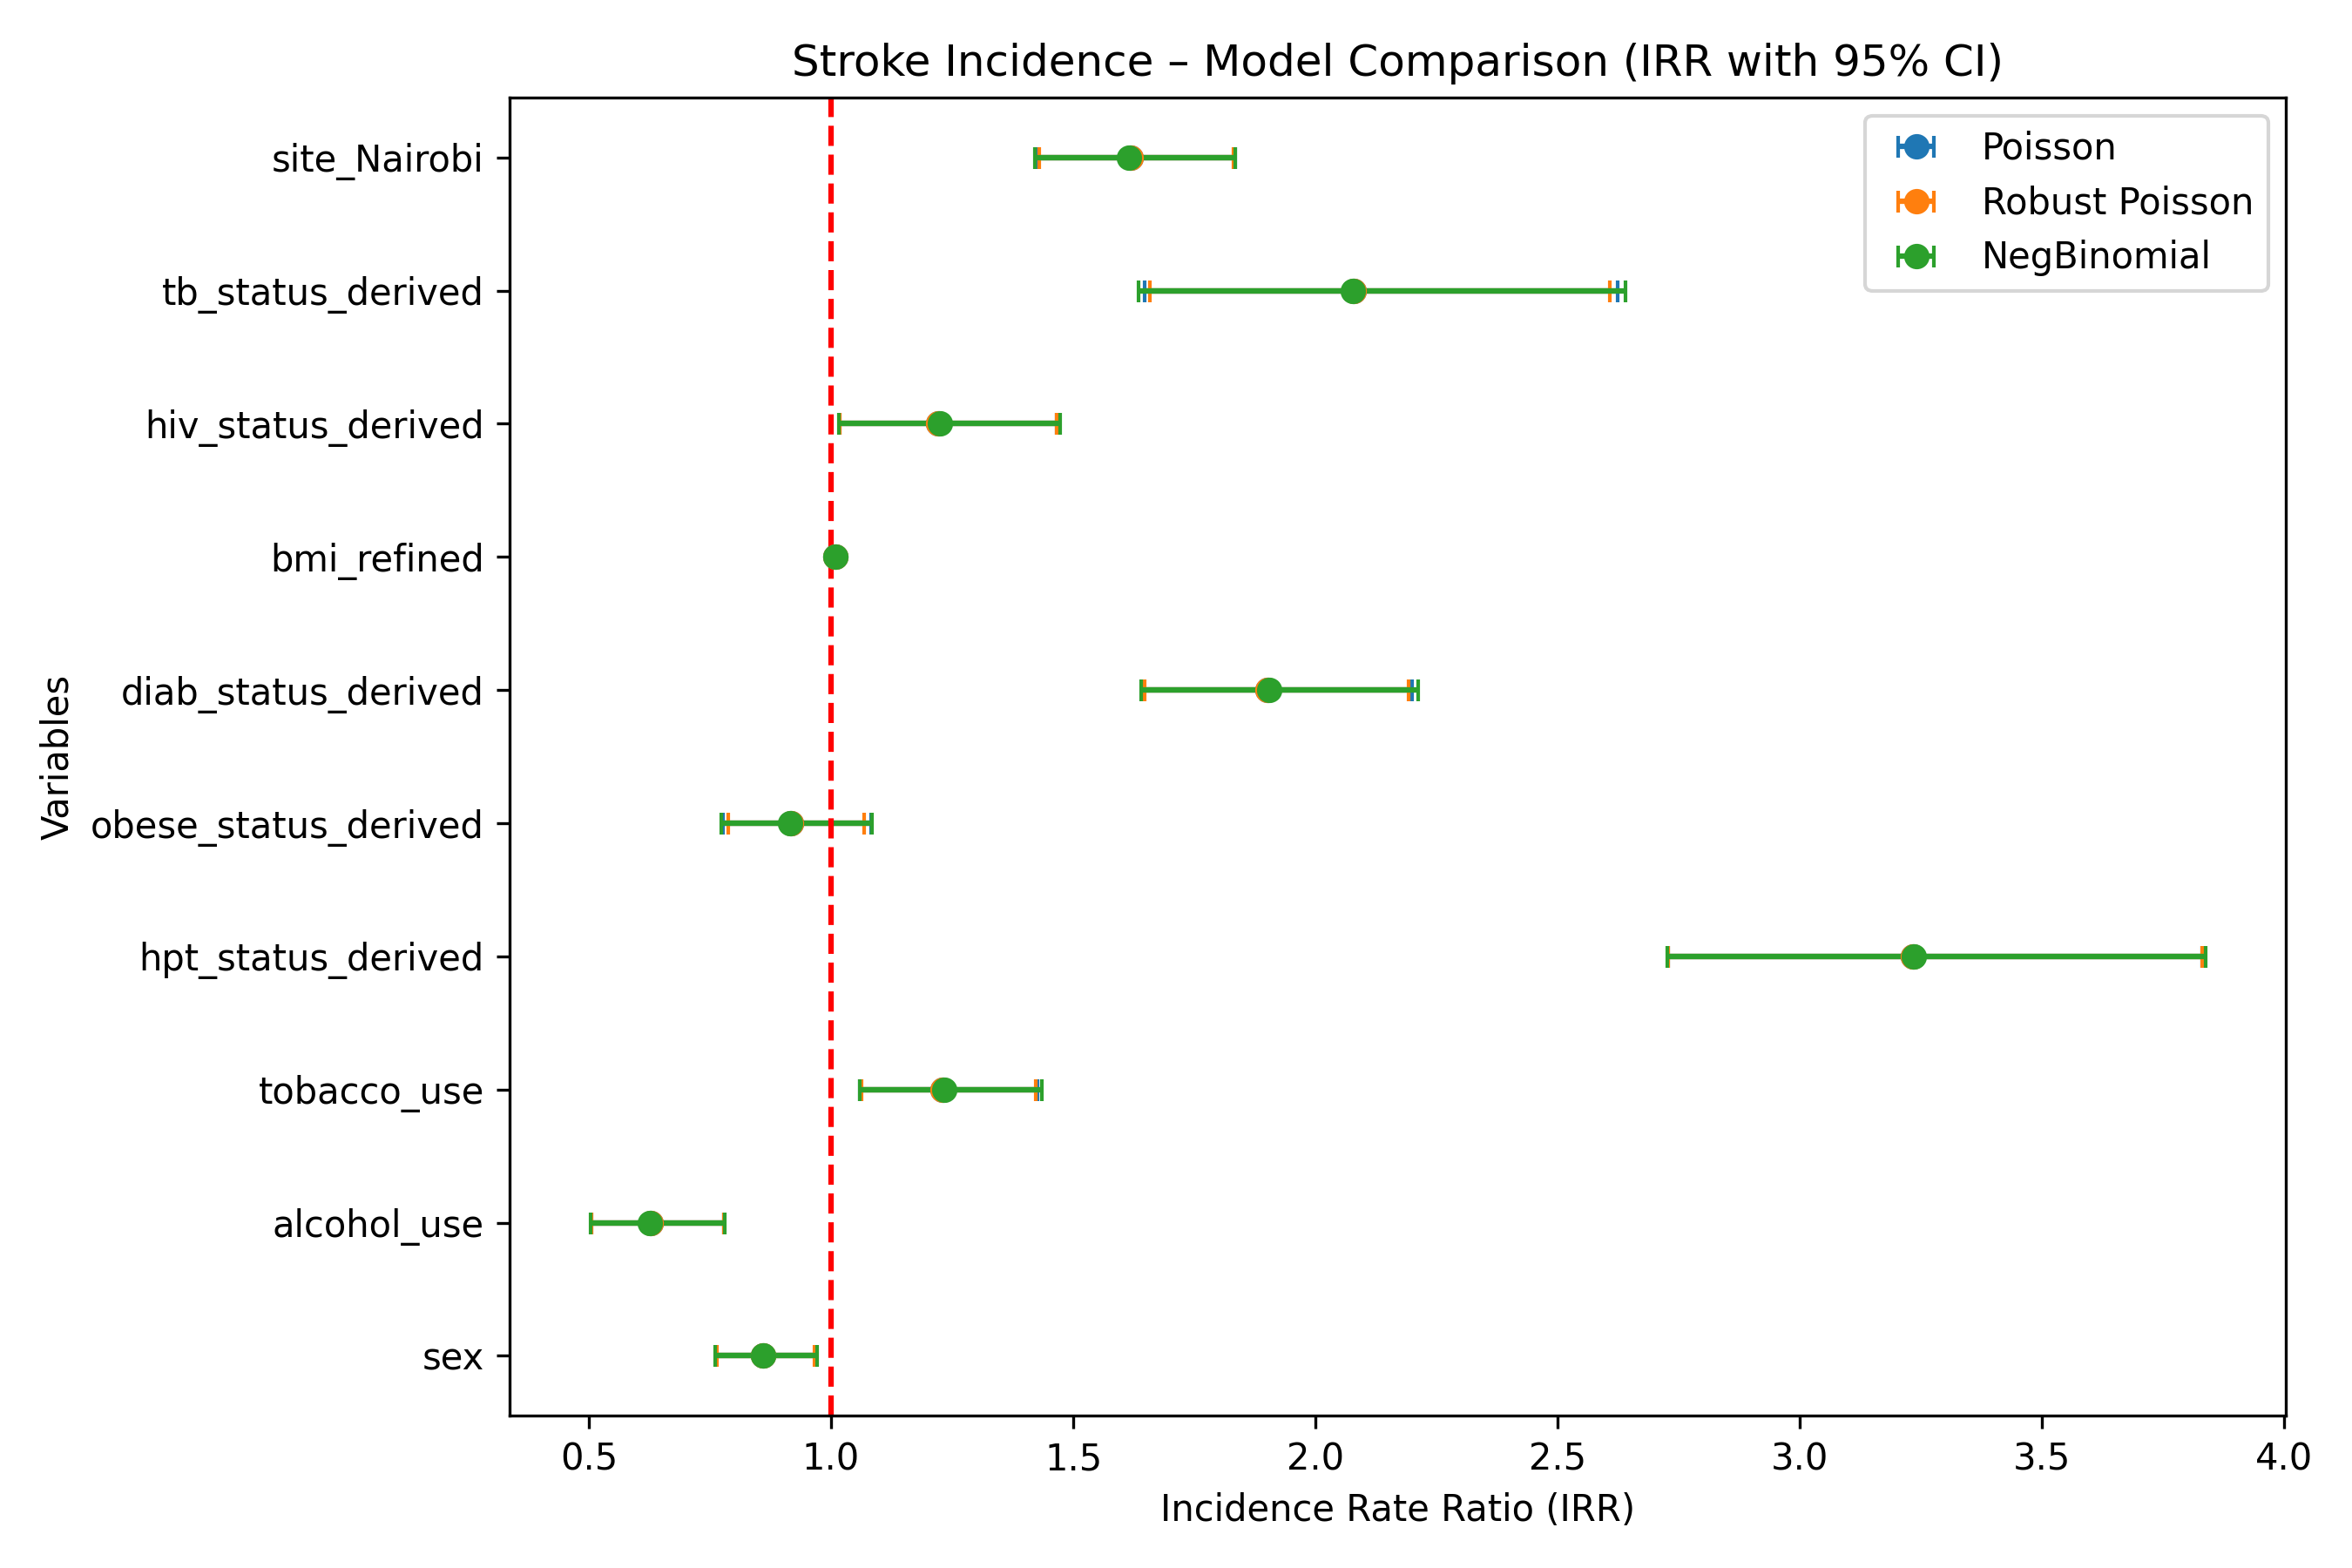 Stroke Incidence – Model Comparison (IRR with 95% CI)
Poisson
Robust Poisson
NegBinomial
Variables
site_Nairobi
tb_status_derived
hiv_status_derived
bmi_refined
diab_status_derived
obese_status_derived
hpt_status_derived
tobacco_use
alcohol_use
sex
0.5 1.0 1.5 2.0 2.5 3.0 3.5 4.0
Incidence Rate Ratio (IRR)